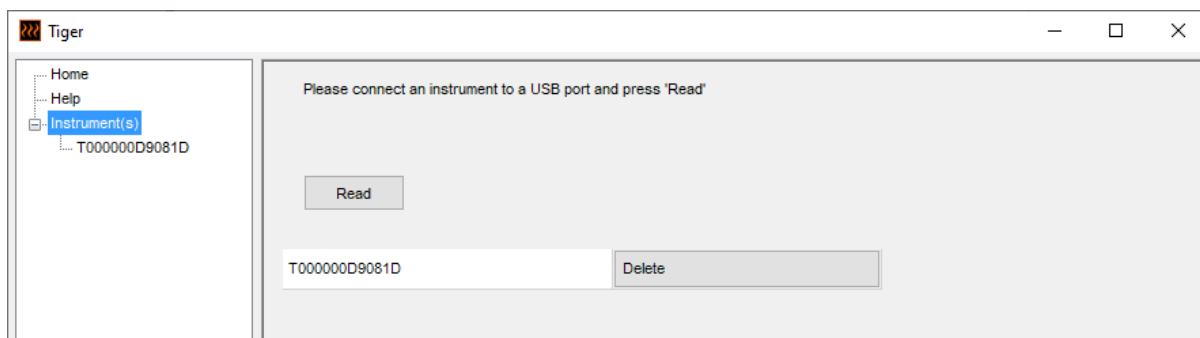 Tiger
Home
Help
Instrument(s)
T000000D9081D
Please connect an instrument to a USB port and press 'Read'
Read
T000000D9081D
Delete